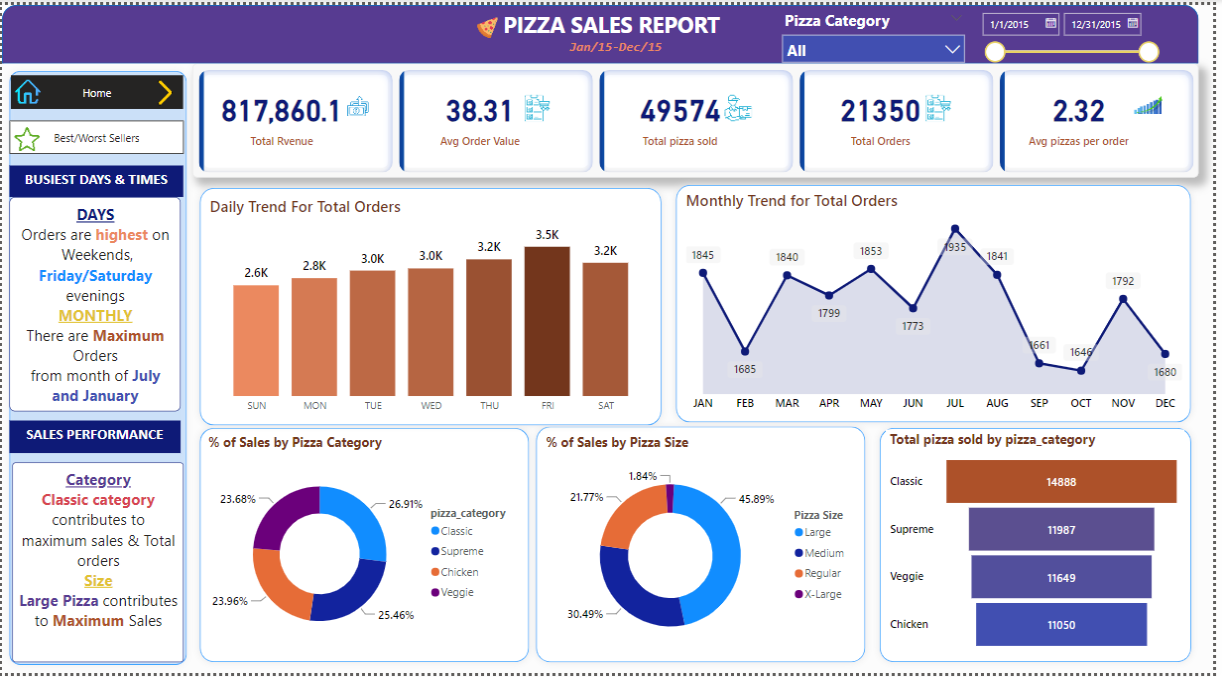 PIZZA SALES REPORT
Jan/15-Dec/15
Pizza Category
All
1/1/2015
12/31/2015
Home
Best/Worst Sellers
BUSIEST DAYS & TIMES
DAYS
Orders are highest on
Weekends,
Friday/Saturday
evenings
MONTHLY
There are Maximum
Orders
from month of July
and January
SALES PERFORMANCE
Category
Classic category
contributes to
maximum sales & Total
orders
Size
Large Pizza contributes
to Maximum Sales
817,860.1
Total Rvenue
38.31
Avg Order Value
49574
Total pizza sold
21350
Total Orders
2.32
Avg pizzas per order
Daily Trend For Total Orders
2.6K
2.8K
3.0K
3.0K
3.2K
3.5K
3.2K
SUN
MON
TUE
WED
THU
FRI
SAT
Monthly Trend for Total Orders
1845
1685
1840
1799
1853
1773
1935
1841
1661
1646
1792
1680
JAN
FEB
MAR
APR
MAY
JUN
JUL
AUG
SEP
OCT
NOV
DEC
% of Sales by Pizza Category
23.68%
26.91%
23.96%
25.46%
pizza_category
Classic
Supreme
Chicken
Veggie
% of Sales by Pizza Size
1.84%
21.77%
45.89%
30.49%
Pizza Size
Large
Medium
Regular
X-Large
Total pizza sold by pizza_category
Classic
14888
Supreme
11987
Veggie
11649
Chicken
11050